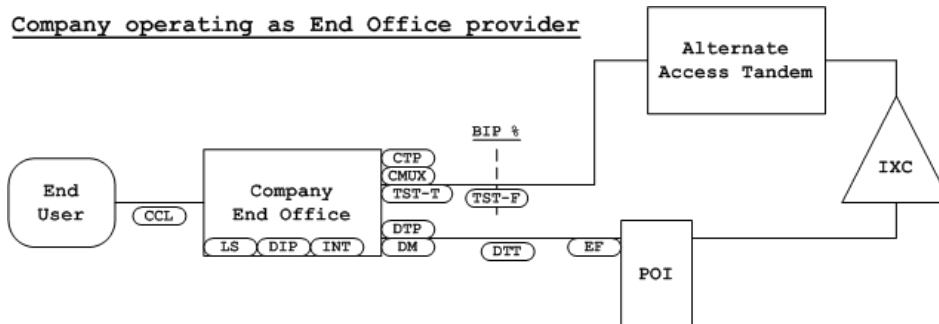 Company operating as End Office provider
Alternate
Access Tandem
BIP %
IXC
CTP
CMUX
TST-T
TST-F
End
User
CCL
Company
End Office
LS
DIP
INT
DTP
DM
DTT
EF
POI